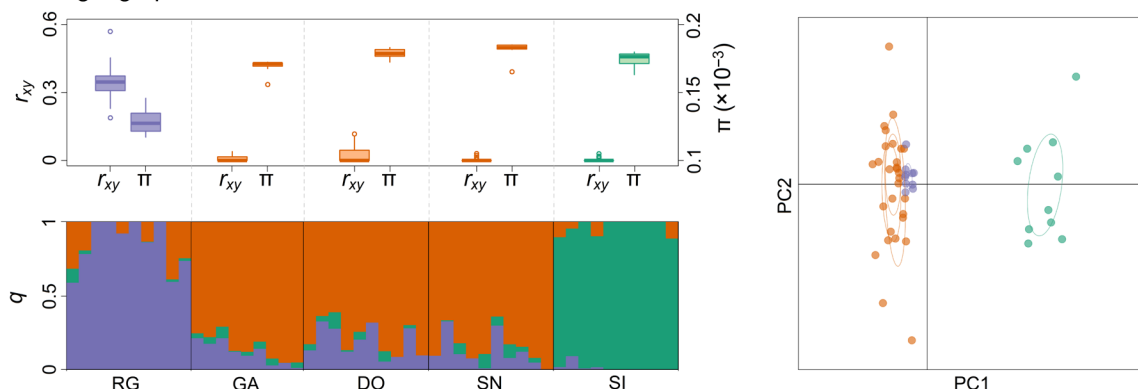 0.6
0.3
0
r_xy
0.2
0.15
0.1
π (×10⁻³)
r_xy π r_xy π r_xy π r_xy π r_xy π
1
0.5
0
q
RG GA DO SN SI
PC2
PC1